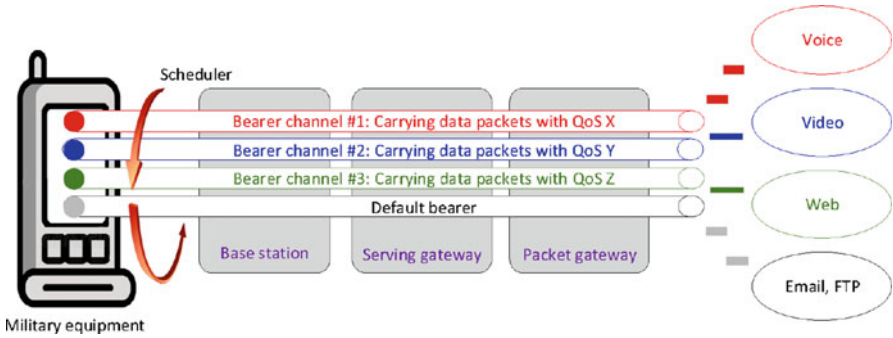 Voice
Scheduler
Bearer channel #1: Carrying data packets with QoS X
Video
Bearer channel #2: Carrying data packets with QoS Y
Bearer channel #3: Carrying data packets with QoS Z
Web
Default bearer
Base station
Serving gateway
Packet gateway
Email, FTP
Military equipment